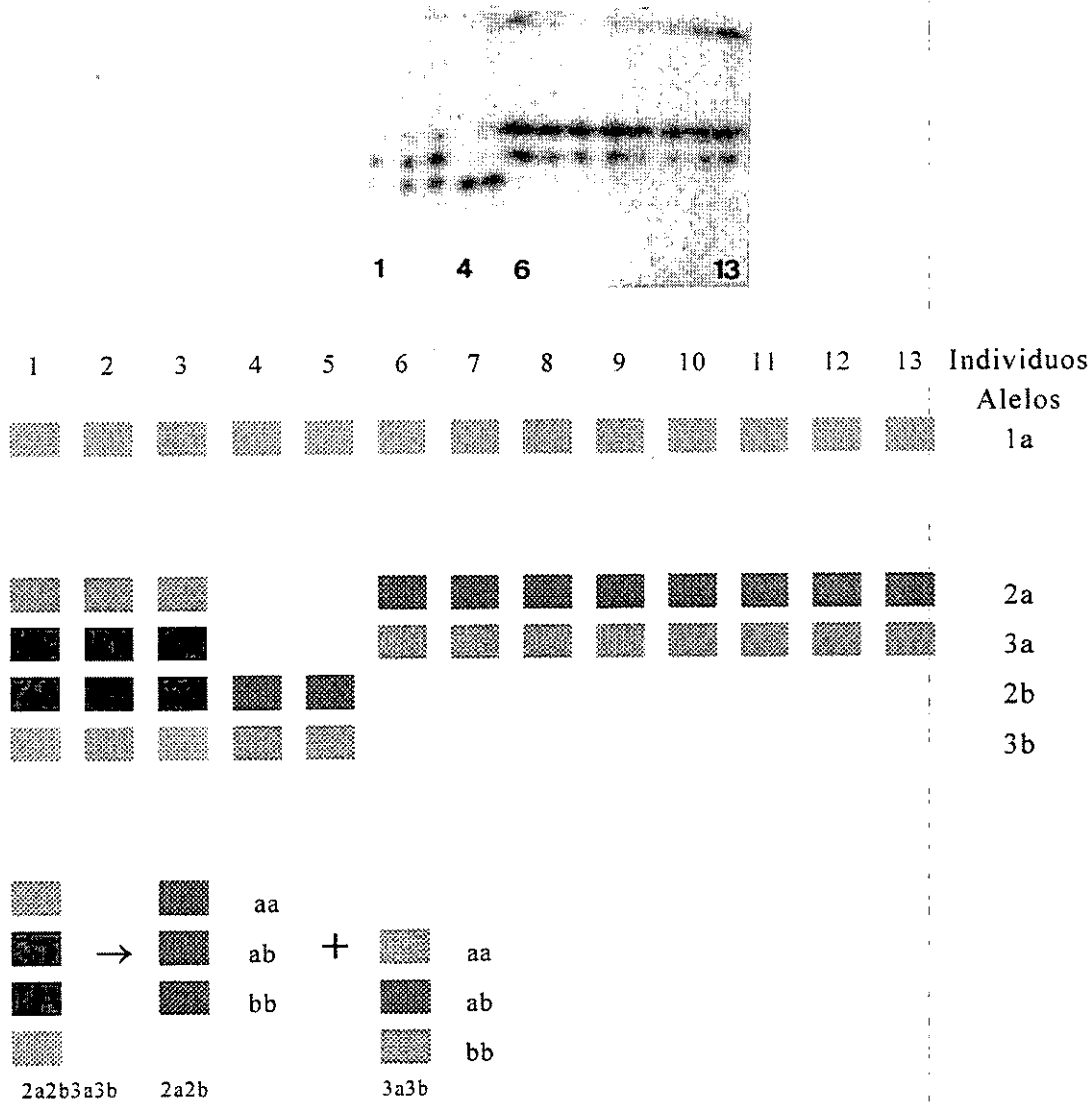 1 4 6 13
1 2 3 4 5 6 7 8 9 10 11 12 13 Individuos
Alelos
1a
2a
3a
2b
3b
aa
→ ab + aa
bb ab
bb
2a2b3a3b 2a2b 3a3b